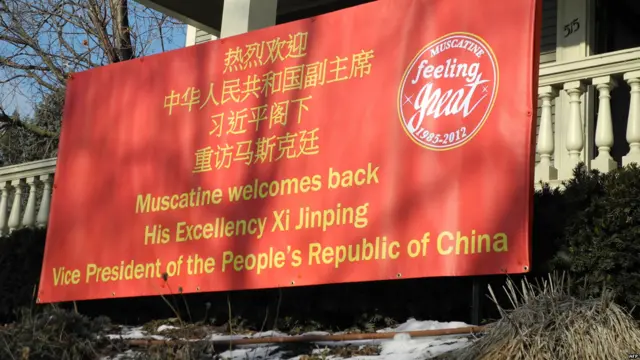 热烈欢迎
中华人民共和国副主席
习近平阁下
重访马斯克廷
Muscatine welcomes back
His Excellency Xi Jinping
Vice President of the People's Republic of China
MUSCATINE
feeling
great
1985-2012
515